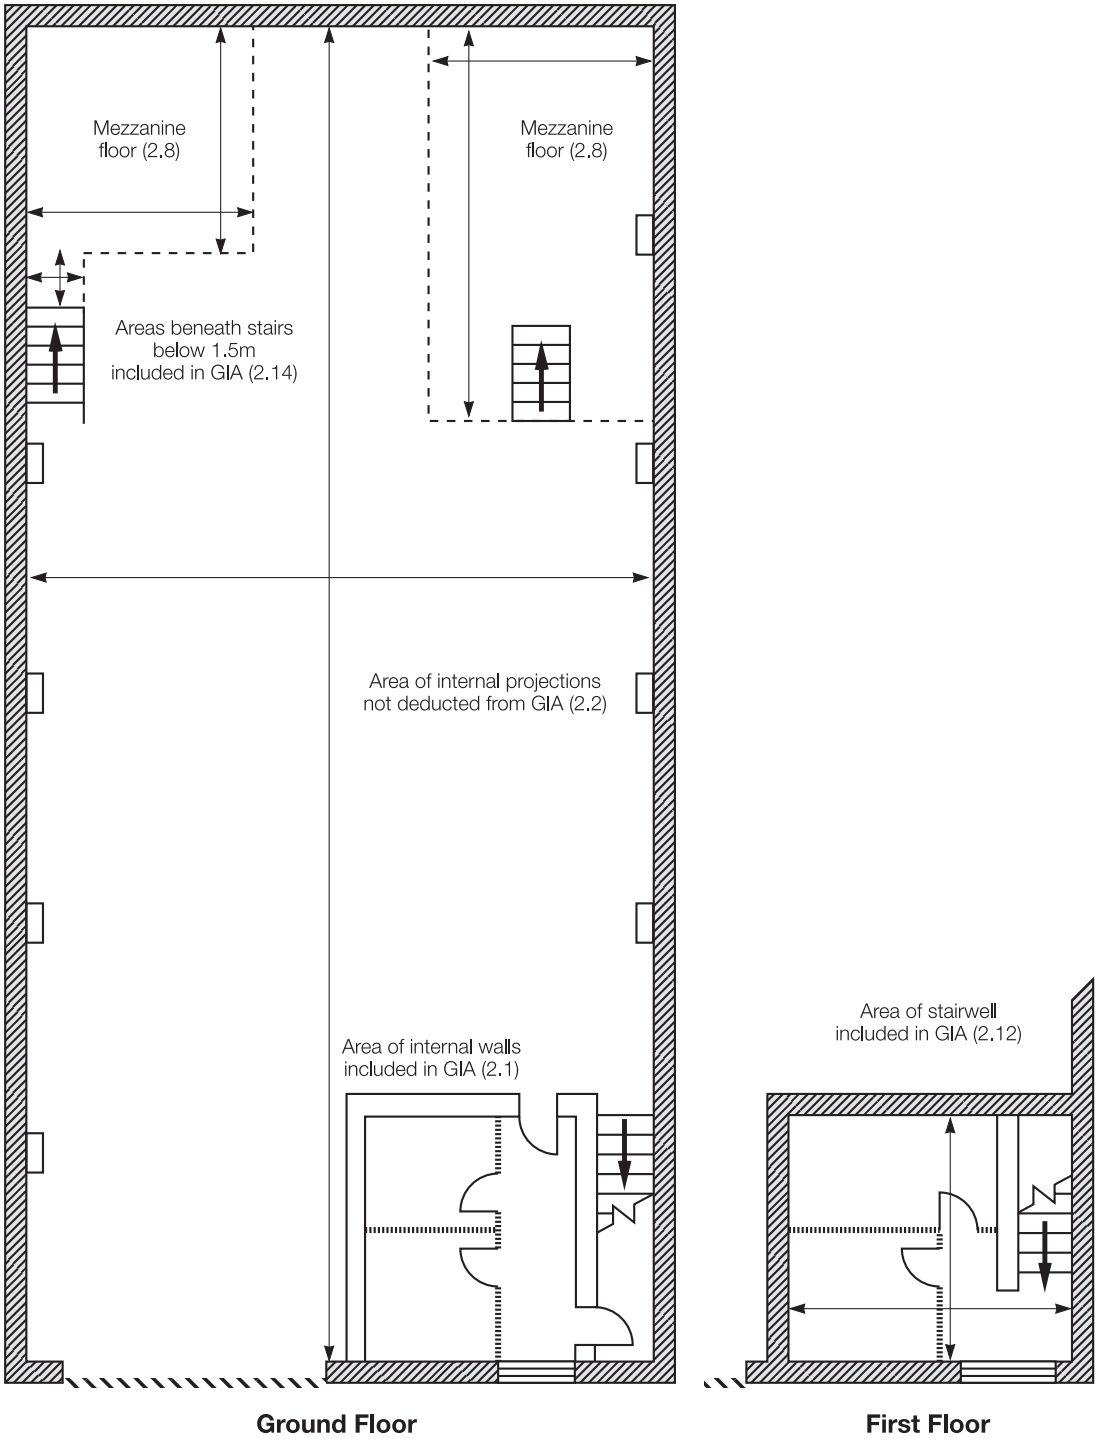 Mezzanine
floor (2.8)
Mezzanine
floor (2.8)
Areas beneath stairs
below 1.5m
included in GIA (2.14)
Area of internal projections
not deducted from GIA (2.2)
Area of internal walls
included in GIA (2.1)
Area of stairwell
included in GIA (2.12)
Ground Floor
First Floor